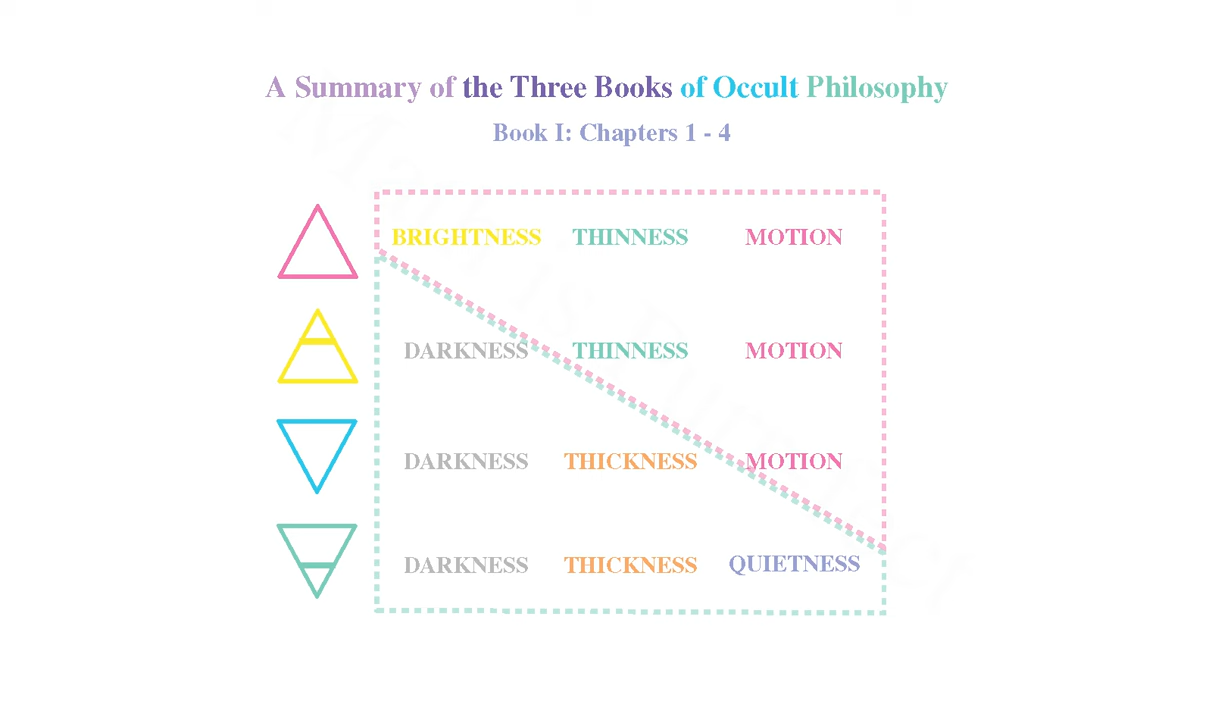 A Summary of the Three Books of Occult Philosophy
Book I: Chapters 1 - 4
BRIGHTNESS THINNESS MOTION
DARKNESS THINNESS MOTION
DARKNESS THICKNESS MOTION
DARKNESS THICKNESS QUIETNESS